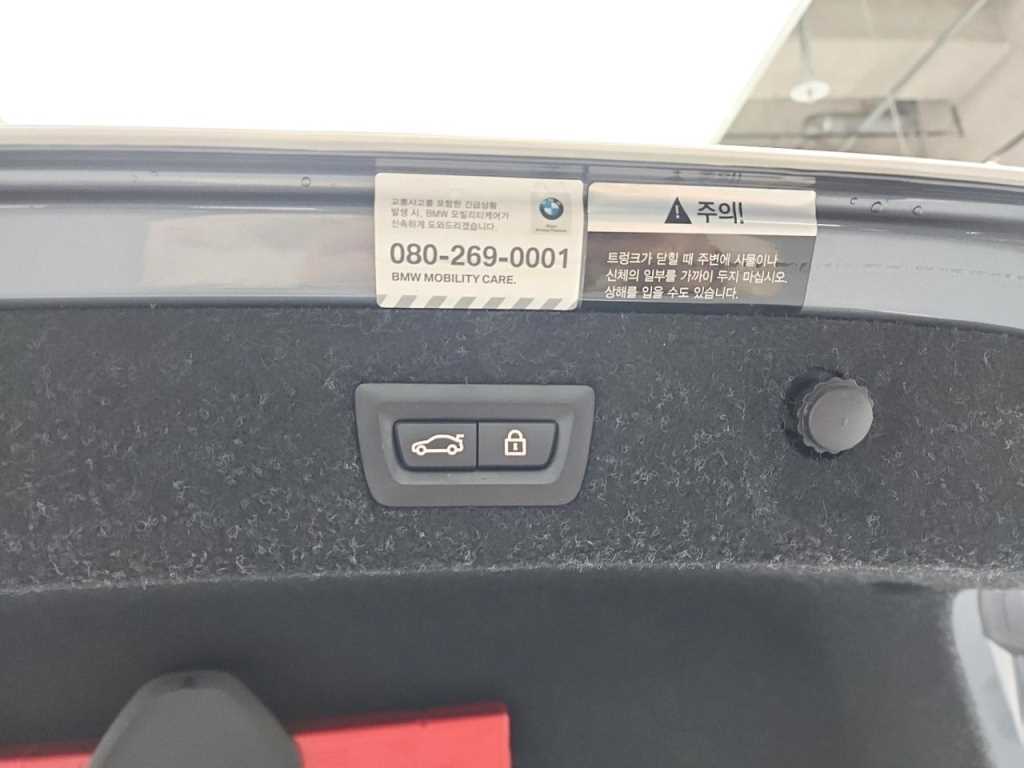 교통사고를 포함한 긴급상황
발생 시, BMW 모빌리티케어가
신속하게 도와드리겠습니다.
080-269-0001
BMW MOBILITY CARE.
주의!
트렁크가 닫힐 때 주변에 사물이나
신체의 일부를 가까이 두지 마십시오.
상해를 입을 수도 있습니다.